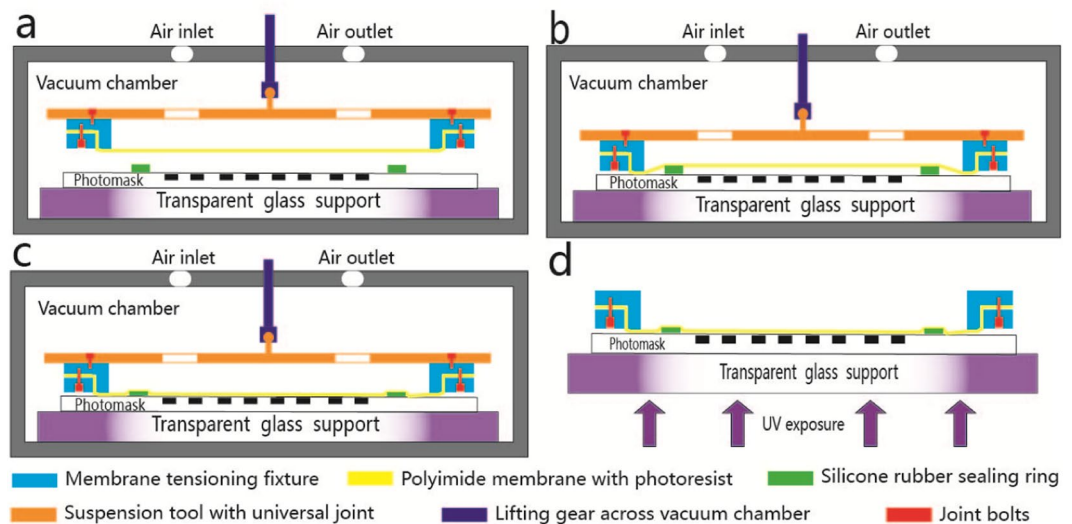 a
Air inlet Air outlet
Vacuum chamber
Photomask
Transparent glass support
b
Air inlet Air outlet
Vacuum chamber
Photomask
Transparent glass support
c
Air inlet Air outlet
Vacuum chamber
Photomask
Transparent glass support
d
Photomask
Transparent glass support
UV exposure
Membrane tensioning fixture Polyimide membrane with photoresist Silicone rubber sealing ring
Suspension tool with universal joint Lifting gear across vacuum chamber Joint bolts